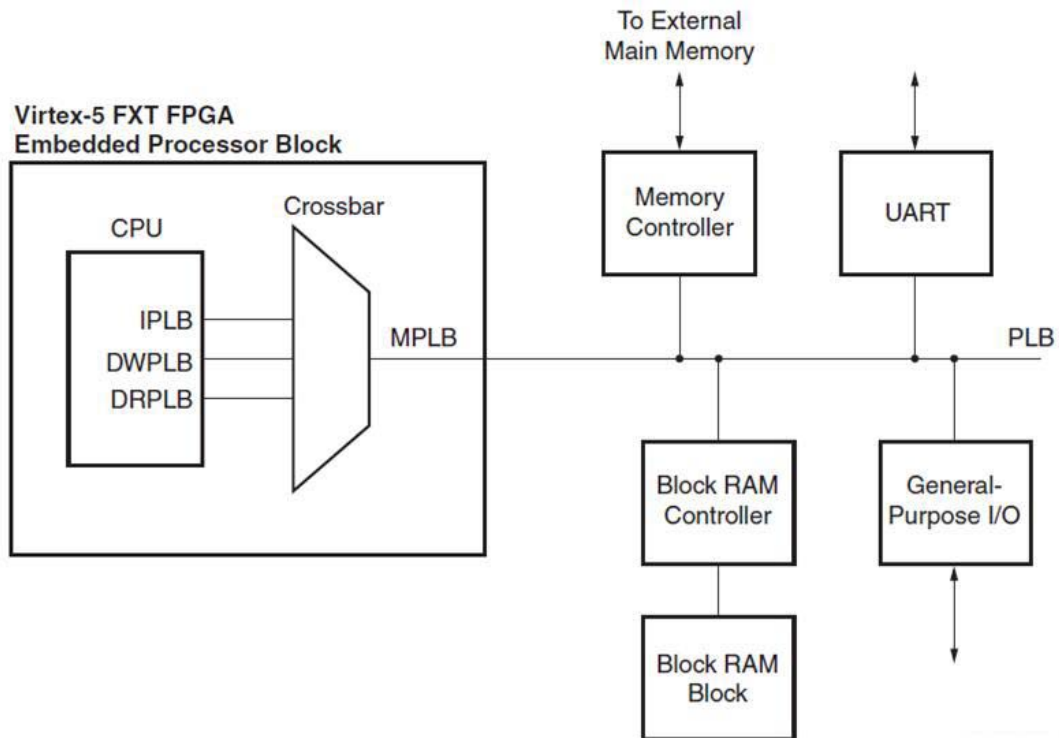 To External
Main Memory
Virtex-5 FXT FPGA
Embedded Processor Block
Crossbar
CPU
IPLB
DWPLB
DRPLB
MPLB
Memory
Controller
UART
PLB
Block RAM
Controller
General-
Purpose I/O
Block RAM
Block